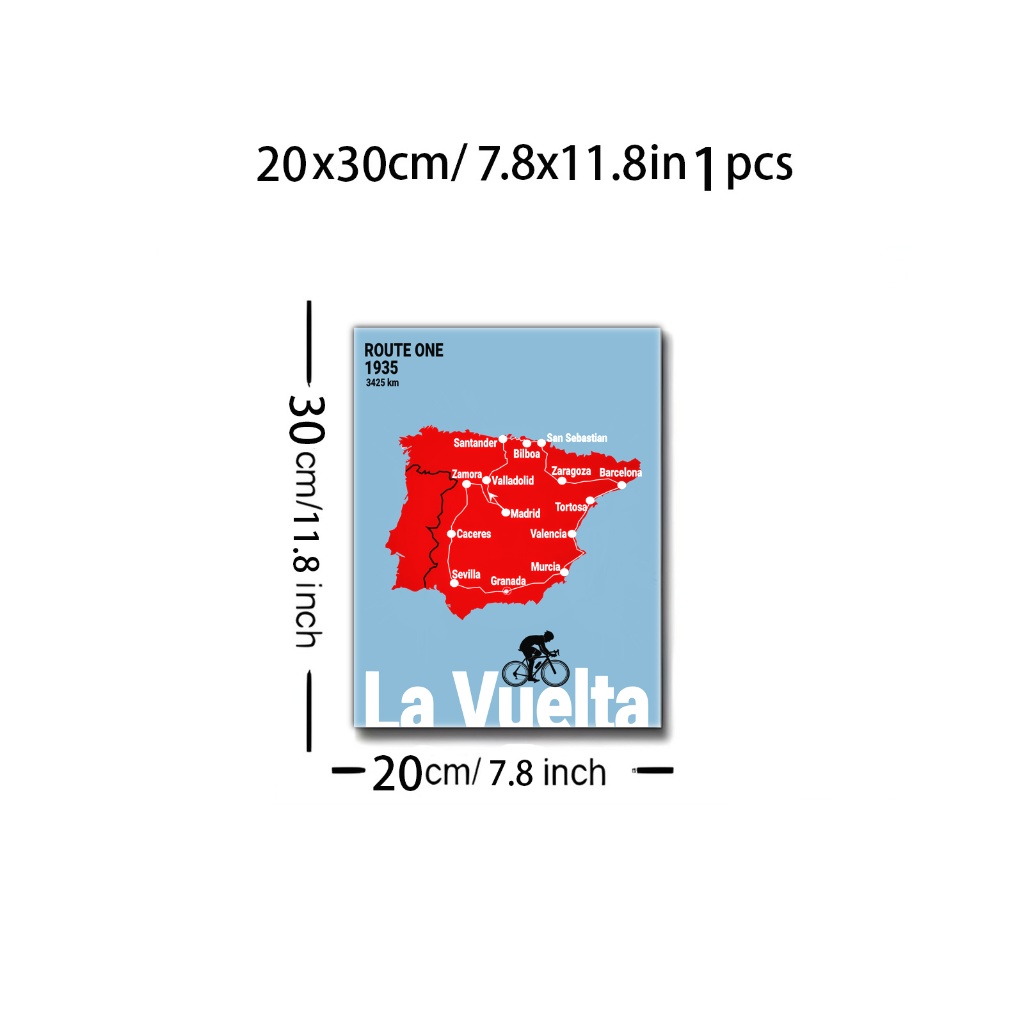 20x30cm/ 7.8x11.8in 1 pcs
30cm/11.8 inch
ROUTE ONE
1935
3425 km
Santander
San Sebastian
Bilboa
Zamora
Valladolid
Zaragoza
Barcelona
Madrid
Tortosa
Caceres
Valencia
Murcia
Sevilla
Granada
La Vuelta
20cm/ 7.8 inch